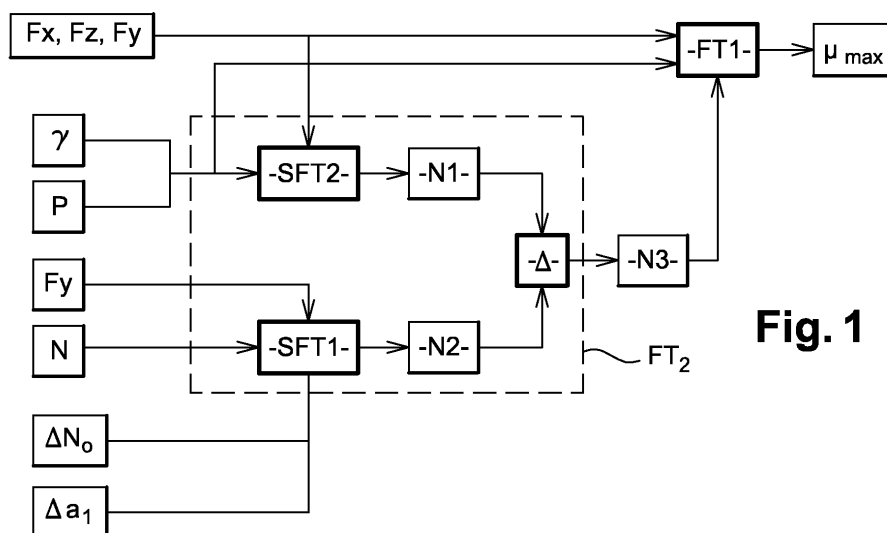 Fx, Fz, Fy
-FT1-
μ max
γ
-SFT2-
-N1-
P
-Δ-
-N3-
Fy
Fig. 1
N
-SFT1-
-N2-
FT2
ΔNo
Δa1